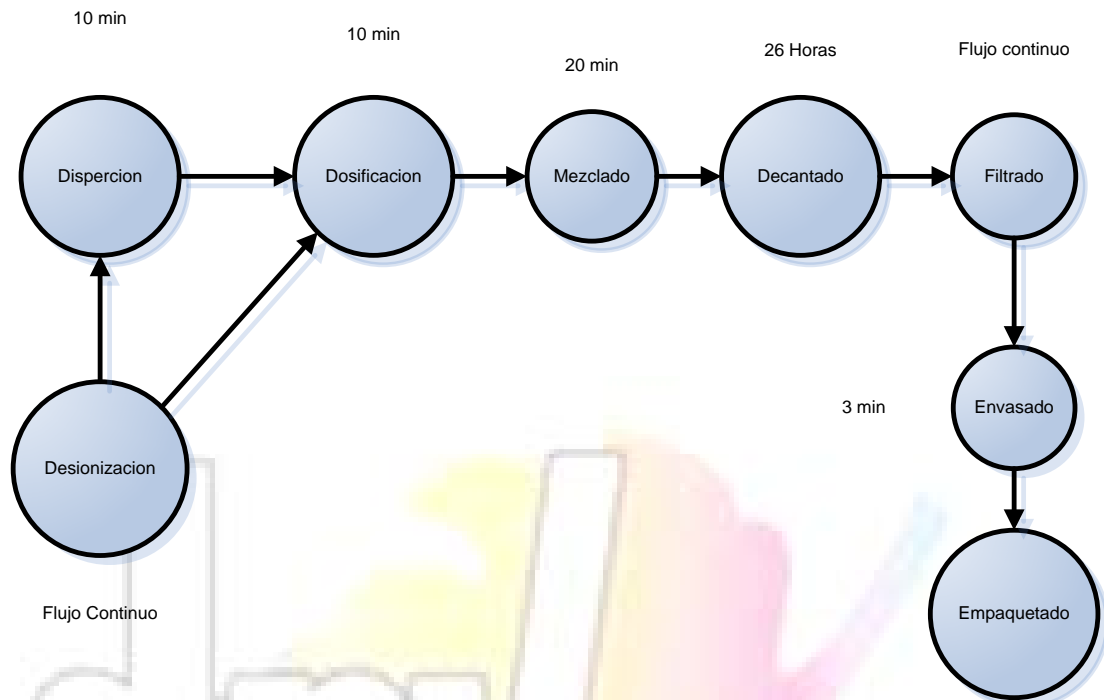 10 min
10 min
20 min
26 Horas
Flujo continuo
Dispercion
Dosificacion
Mezclado
Decantado
Filtrado
3 min
Envasado
Desionizacion
Flujo Continuo
Empaquetado